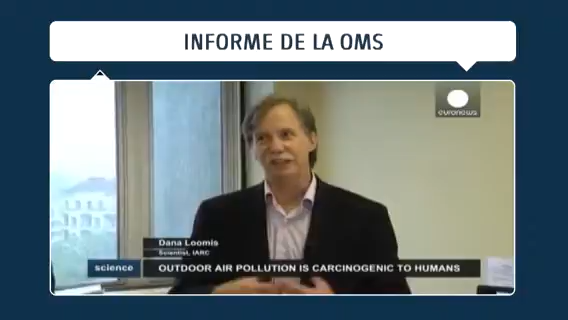 INFORME DE LA OMS
euronews
Dana Loomis
Scientist, IARC
science
OUTDOOR AIR POLLUTION IS CARCINOGENIC TO HUMANS